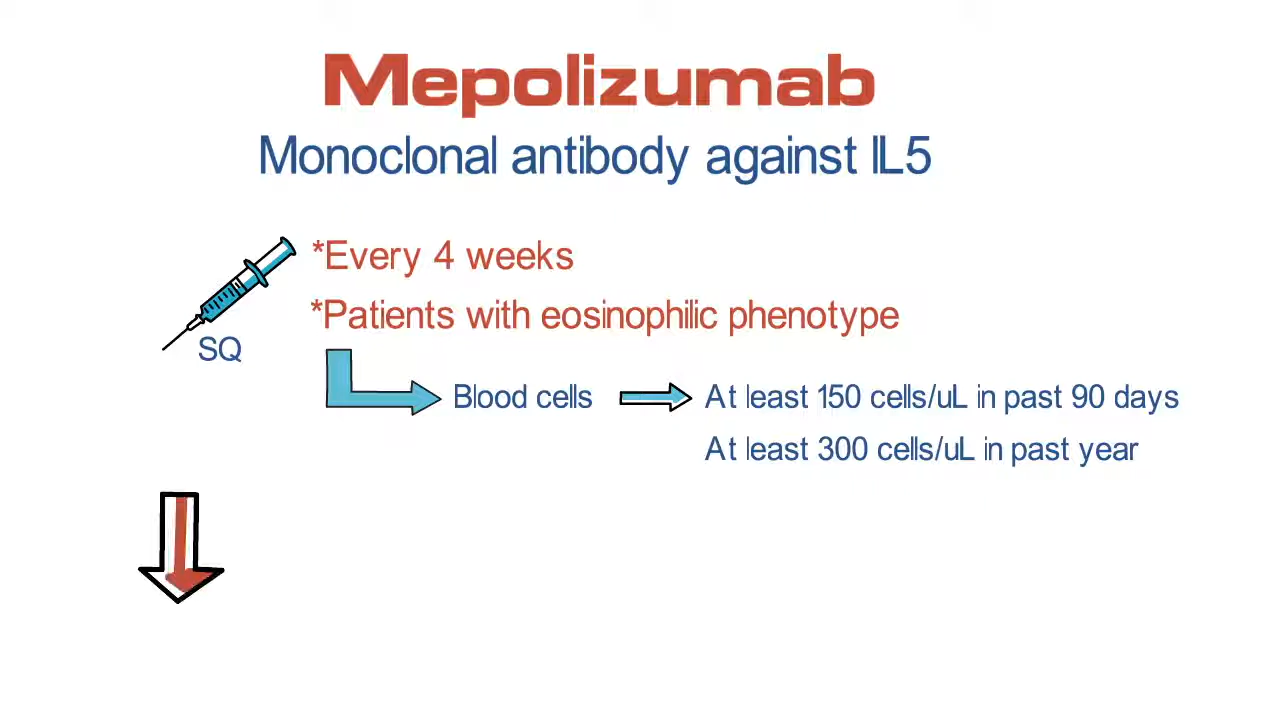 Mepolizumab
Monoclonal antibody against IL5
*Every 4 weeks
*Patients with eosinophilic phenotype
SQ
Blood cells
At least 150 cells/uL in past 90 days
At least 300 cells/uL in past year